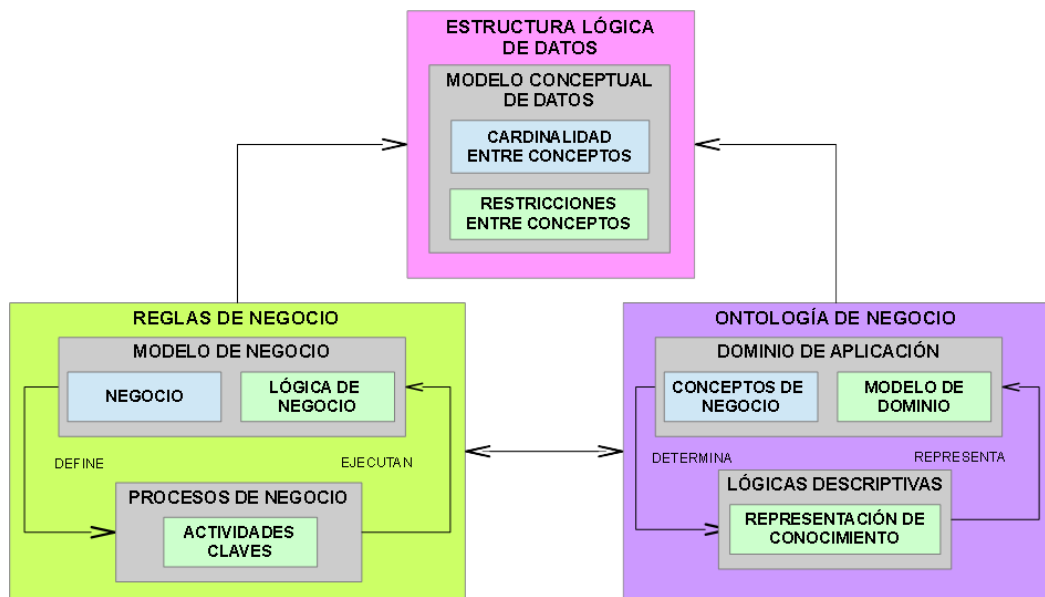 ESTRUCTURA LÓGICA
DE DATOS
MODELO CONCEPTUAL
DE DATOS
CARDINALIDAD
ENTRE CONCEPTOS
RESTRICCIONES
ENTRE CONCEPTOS
REGLAS DE NEGOCIO
MODELO DE NEGOCIO
NEGOCIO
LÓGICA DE
NEGOCIO
DEFINE
EJECUTAN
PROCESOS DE NEGOCIO
ACTIVIDADES
CLAVES
ONTOLOGÍA DE NEGOCIO
DOMINIO DE APLICACIÓN
CONCEPTOS DE
NEGOCIO
MODELO DE
DOMINIO
DETERMINA
REPRESENTA
LÓGICAS DESCRIPTIVAS
REPRESENTACIÓN DE
CONOCIMIENTO